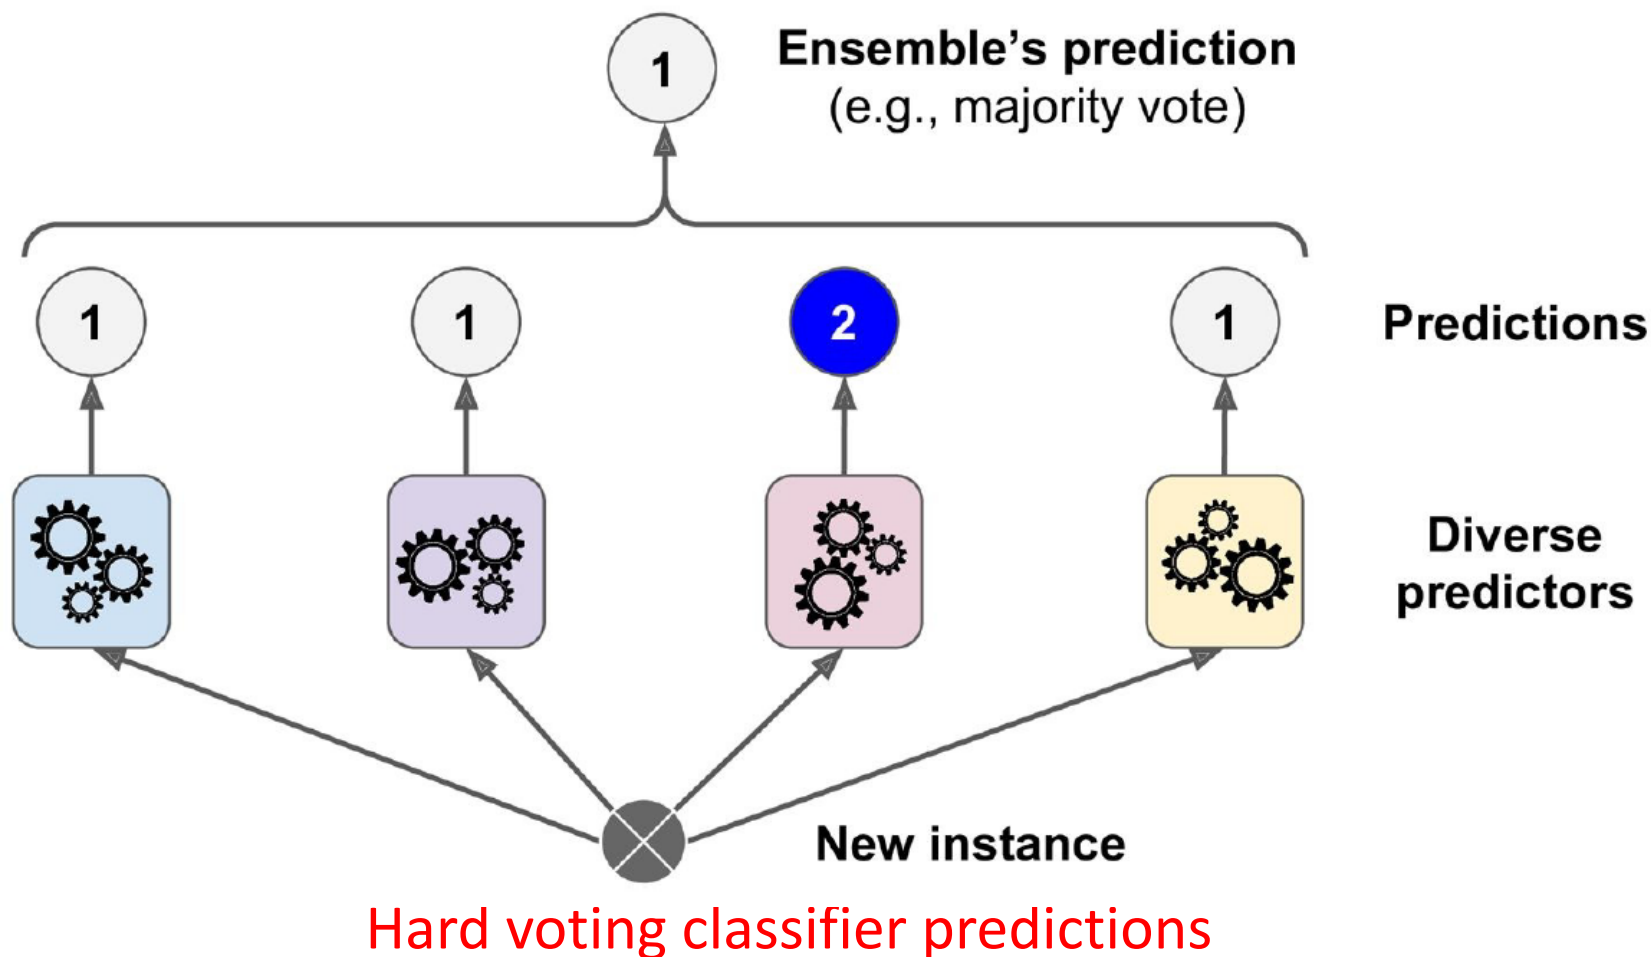 1
Ensemble's prediction
(e.g., majority vote)
1
1
2
1
Predictions
Diverse
predictors
New instance
Hard voting classifier predictions